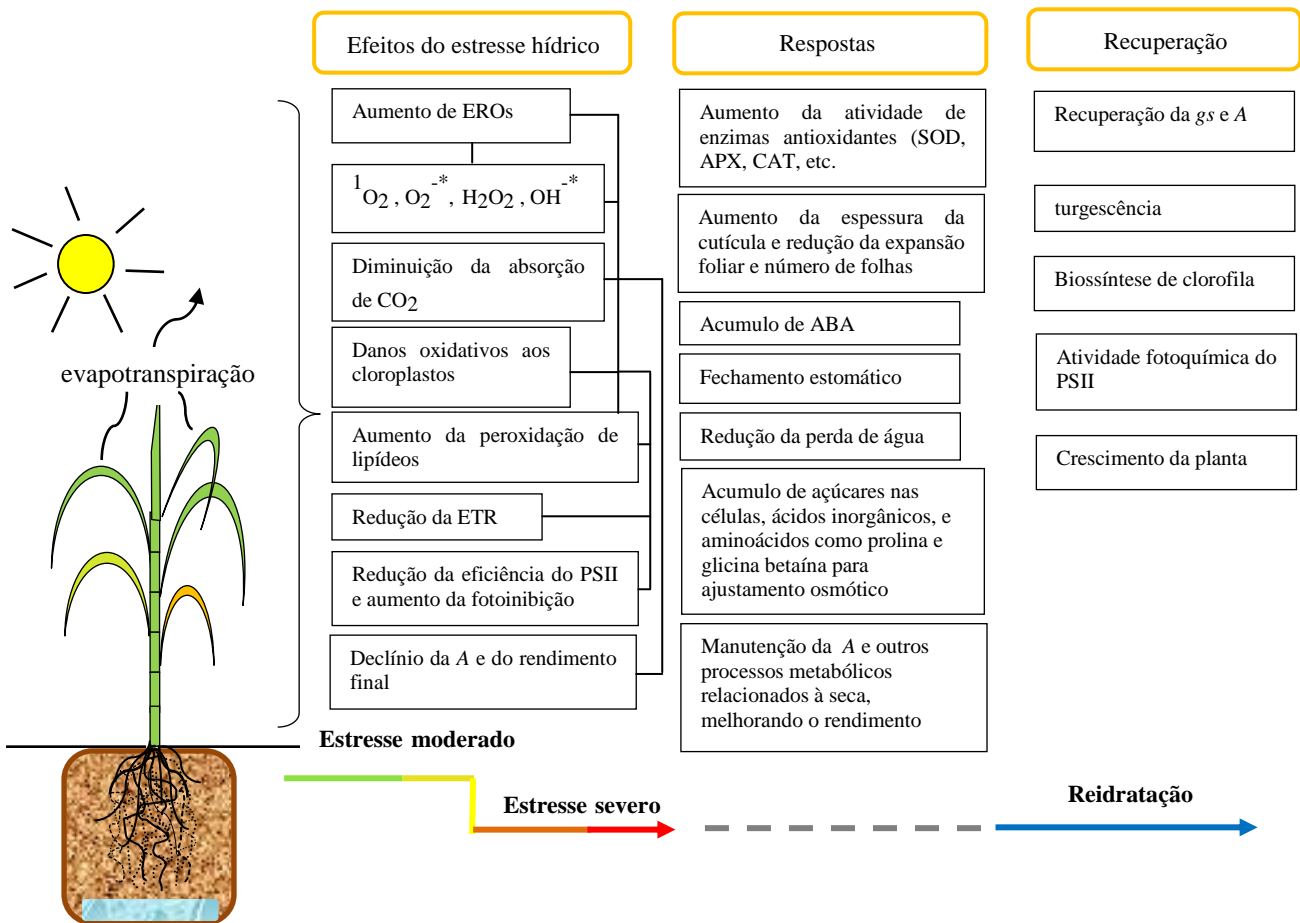 Efeitos do estresse hídrico
Respostas
Recuperação
Aumento de EROs
¹O₂ , O₂⁻*, H₂O₂ , OH⁻*
Diminuição da absorção
de CO₂
Danos oxidativos aos
cloroplastos
Aumento da peroxidação de
lipídeos
Redução da ETR
Redução da eficiência do PSII
e aumento da fotoinibição
Declínio da A e do rendimento
final
Aumento da atividade de
enzimas antioxidantes (SOD,
APX, CAT, etc.
Aumento da espessura da
cutícula e redução da expansão
foliar e número de folhas
Acumulo de ABA
Fechamento estomático
Redução da perda de água
Acumulo de açúcares nas
células, ácidos inorgânicos, e
aminoácidos como prolina e
glicina betaína para
ajustamento osmótico
Manutenção da A e outros
processos metabólicos
relacionados à seca,
melhorando o rendimento
Recuperação da gs e A
turgescência
Biossíntese de clorofila
Atividade fotoquímica do
PSII
Crescimento da planta
evapotranspiração
Estresse moderado
Estresse severo
Reidratação